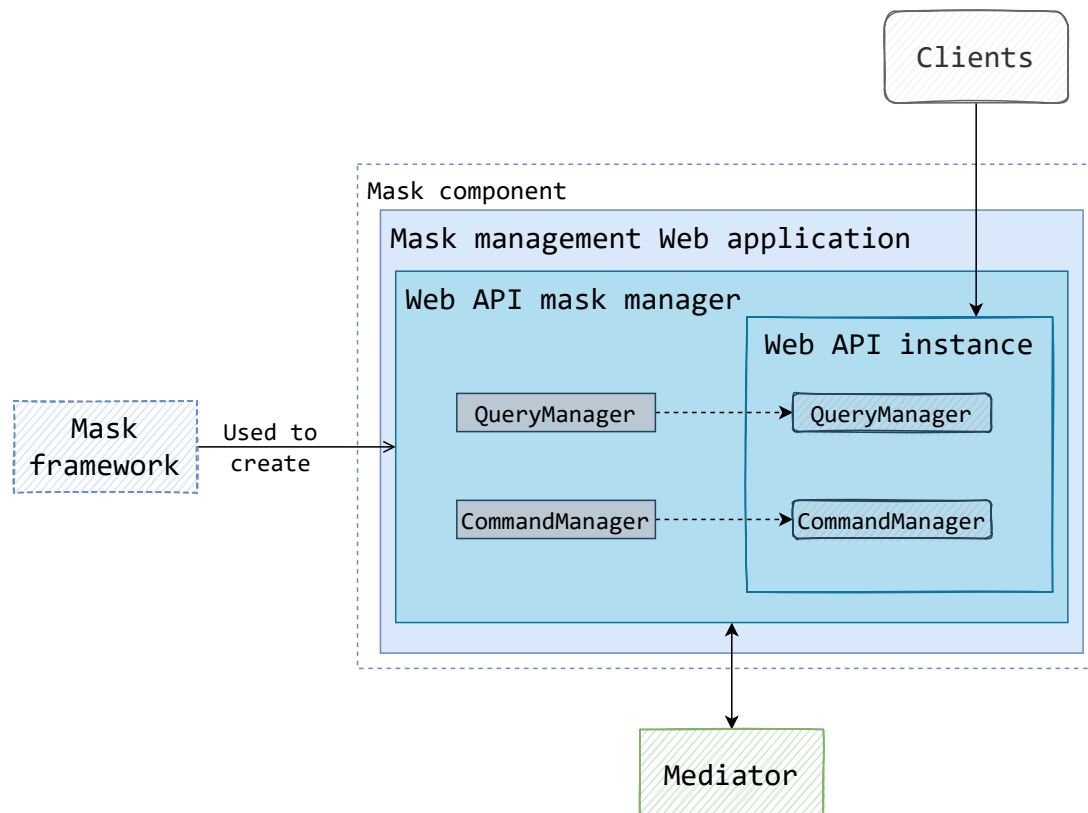 Clients
Mask component
Mask management Web application
Web API mask manager
Web API instance
QueryManager
QueryManager
Mask
framework
Used to
create
CommandManager
CommandManager
Mediator